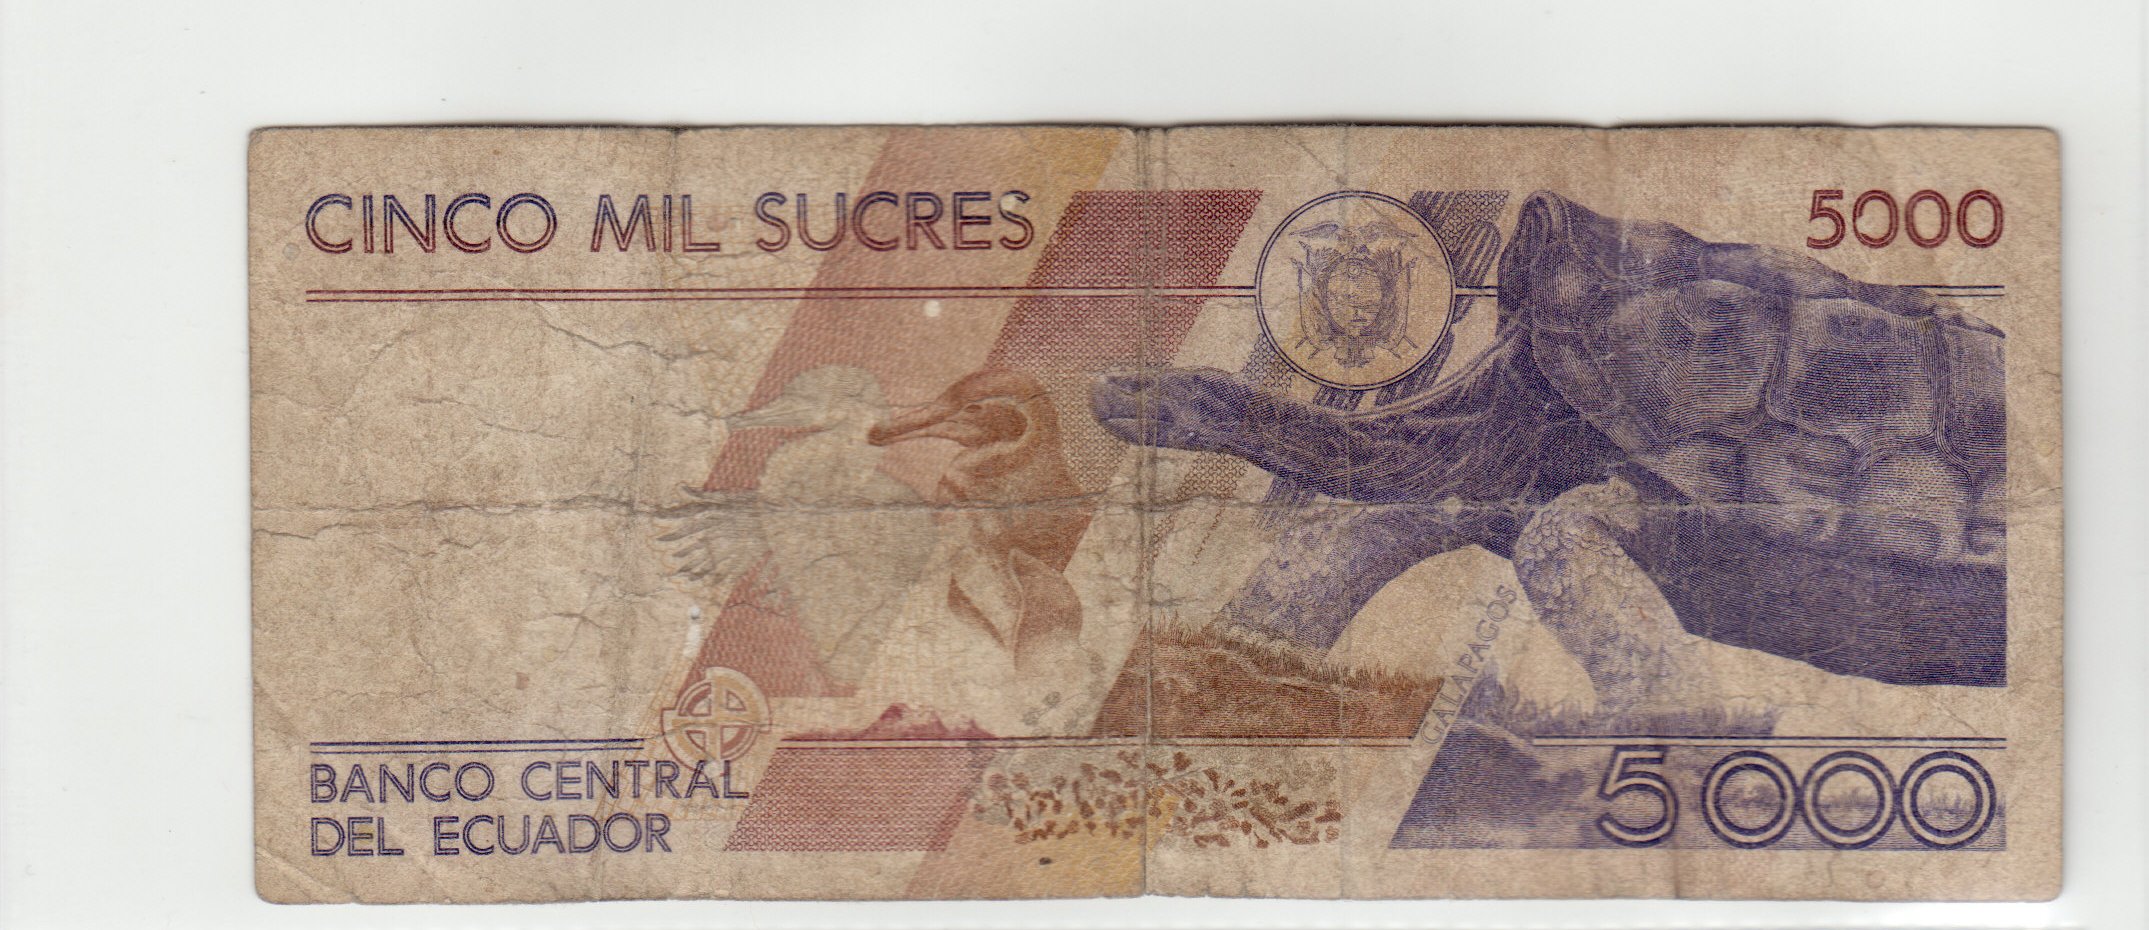 CINCO MIL SUCRES
5000
GALAPAGOS
BANCO CENTRAL
DEL ECUADOR
5000